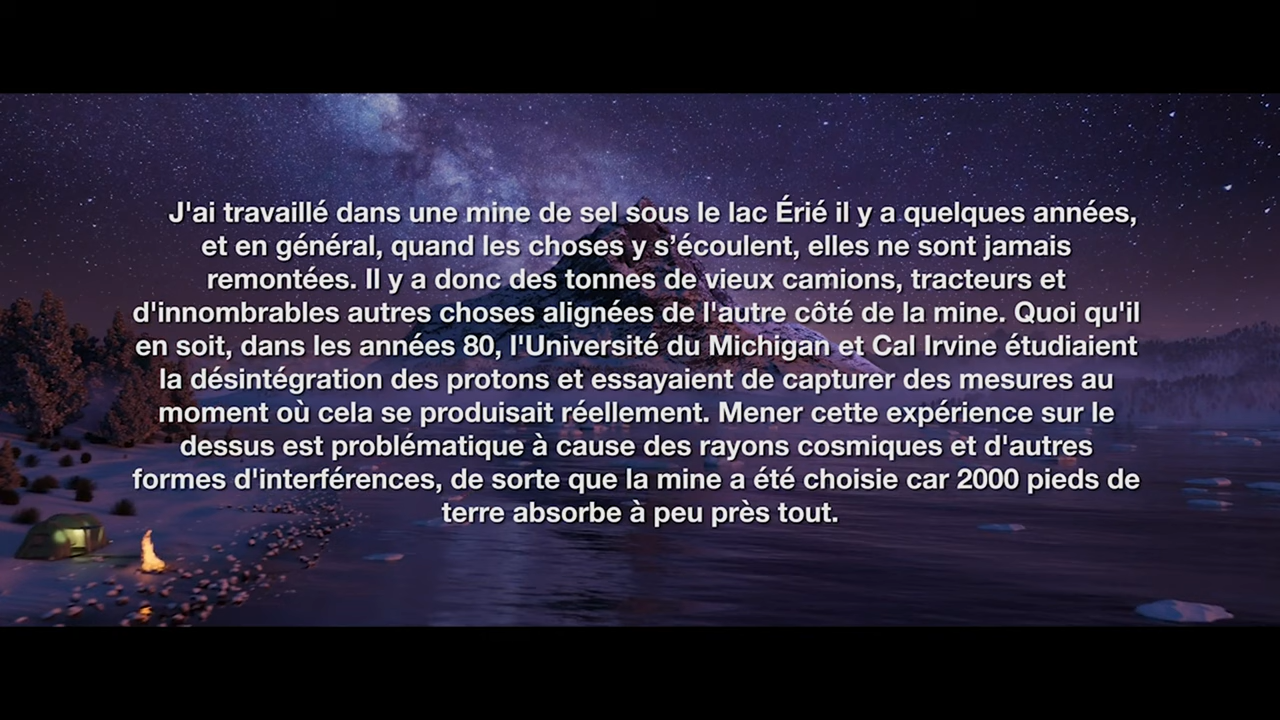 J'ai travaillé dans une mine de sel sous le lac Érié il y a quelques années,
et en général, quand les choses y s’écoulent, elles ne sont jamais
remontées. Il y a donc des tonnes de vieux camions, tracteurs et
d'innombrables autres choses alignées de l'autre côté de la mine. Quoi qu'il
en soit, dans les années 80, l'Université du Michigan et Cal Irvine étudiaient
la désintégration des protons et essayaient de capturer des mesures au
moment où cela se produisait réellement. Mener cette expérience sur le
dessus est problématique à cause des rayons cosmiques et d'autres
formes d'interférences, de sorte que la mine a été choisie car 2000 pieds de
terre absorbe à peu près tout.